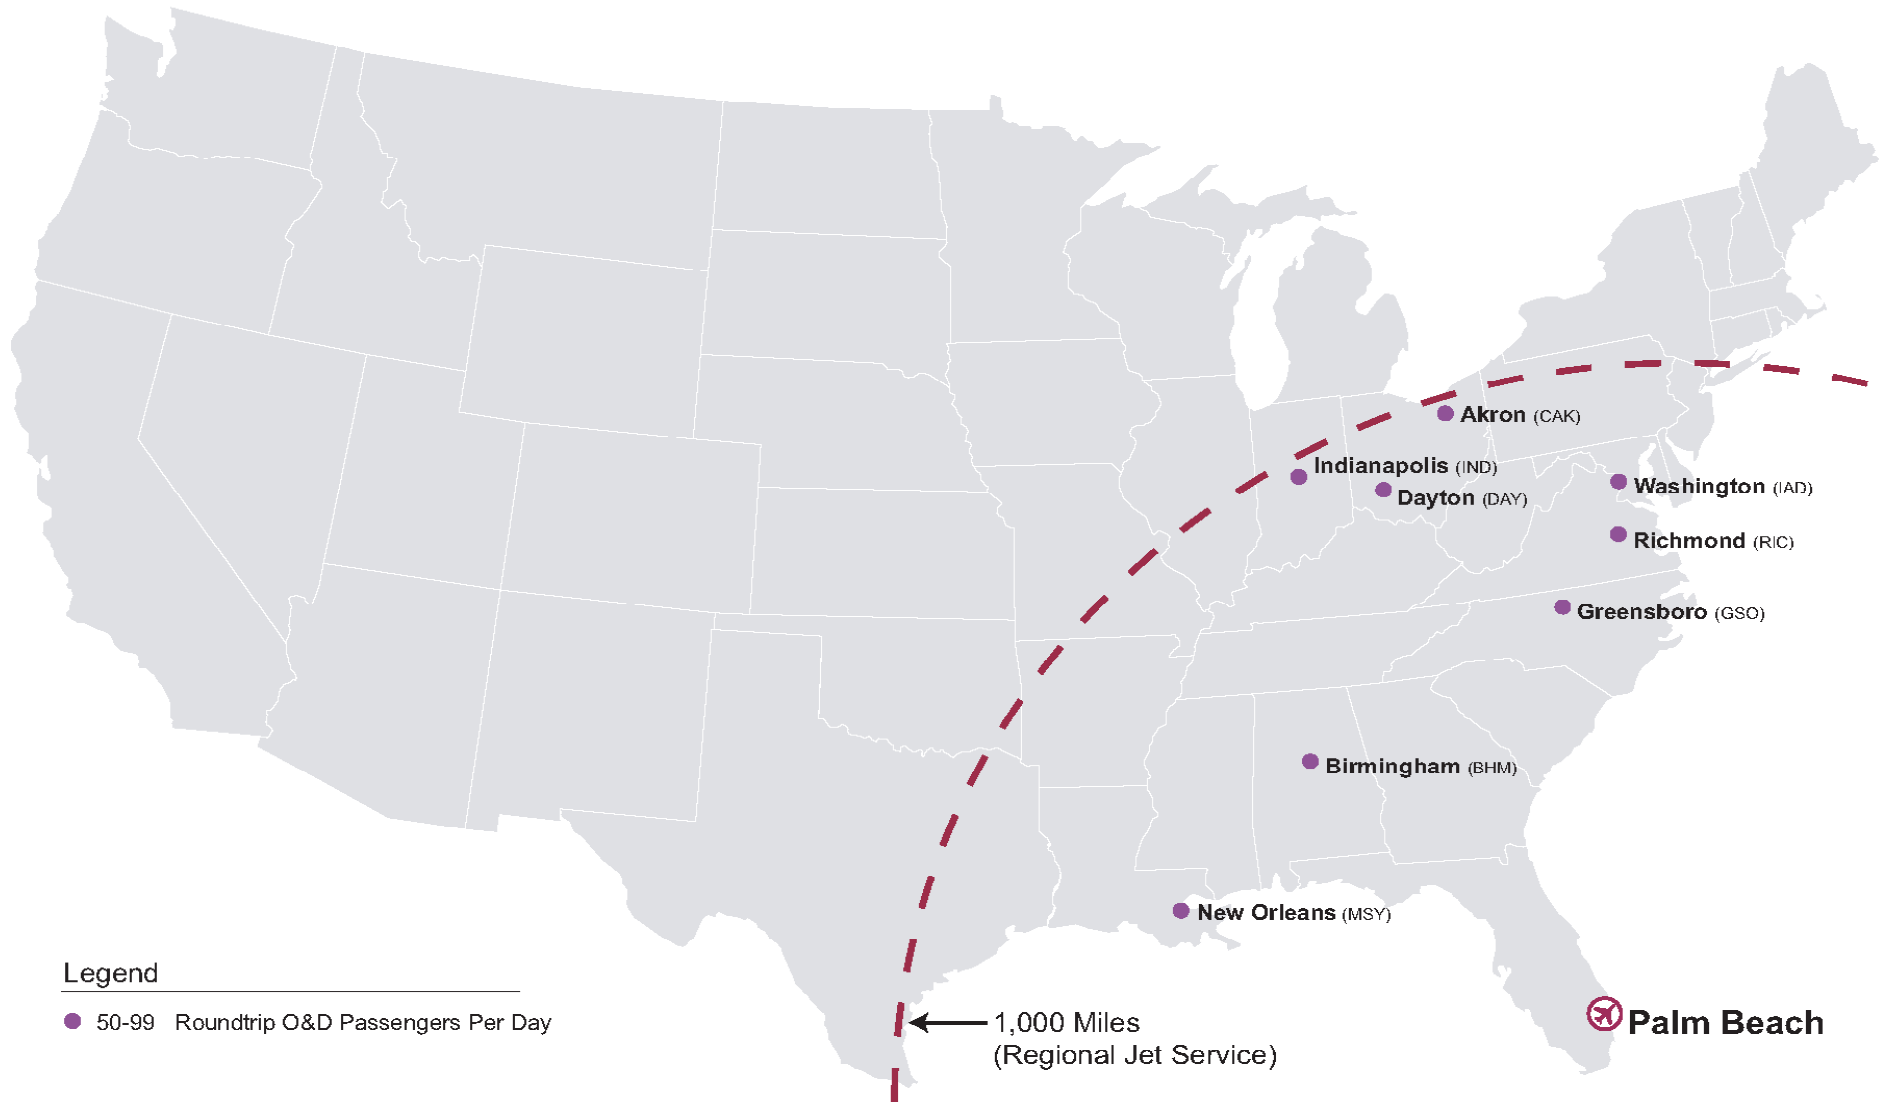 Akron (CAK)
Indianapolis (IND)
Dayton (DAY)
Washington (IAD)
Richmond (RIC)
Greensboro (GSO)
Birmingham (BHM)
New Orleans (MSY)
Legend
50-99 Roundtrip O&D Passengers Per Day
1,000 Miles
(Regional Jet Service)
Palm Beach